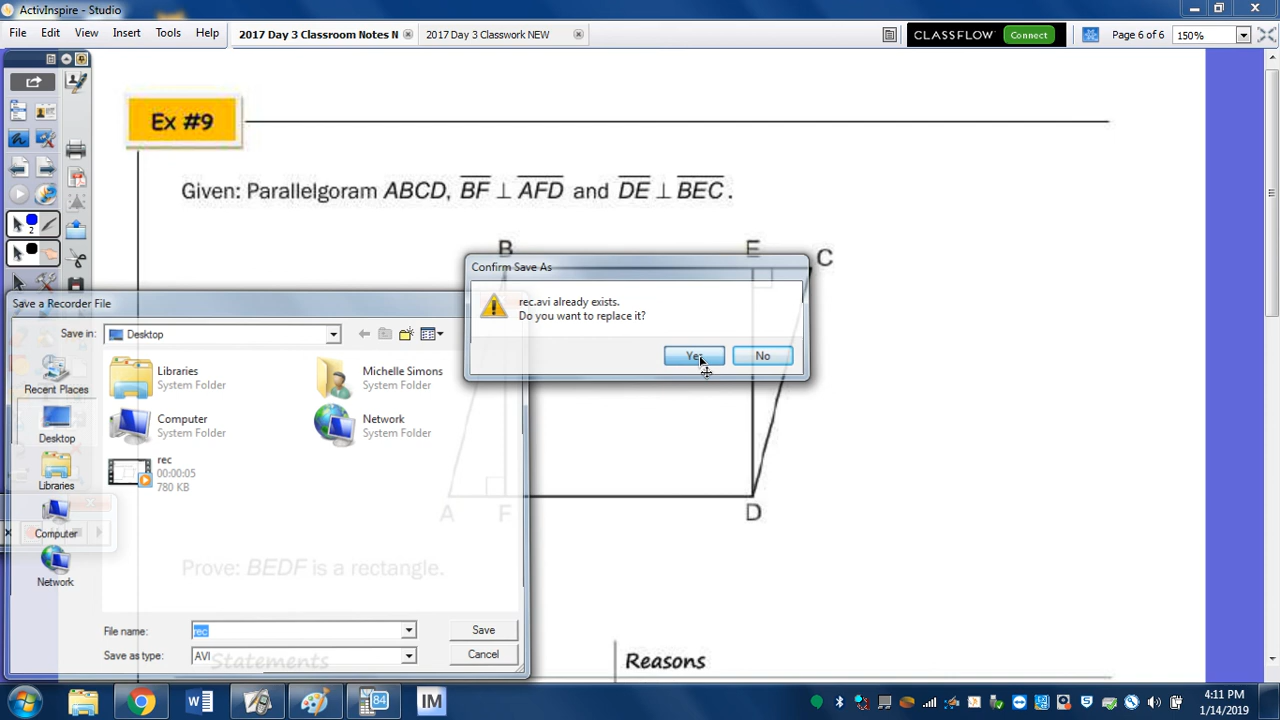 ActivInspire - Studio
File Edit View Insert Tools Help
2017 Day 3 Classroom Notes N
2017 Day 3 Classwork NEW
CLASSFLOW Connect
Page 6 of 6
150%
Ex #9
Given: Parallelgoram ABCD, BF ⊥ AFD and DE ⊥ BEC.
B E C
2
Confirm Save As
rec.avi already exists.
Do you want to replace it?
Yes No
Save a Recorder File
Save in: Desktop
Recent Places
Desktop
Libraries
Computer
Network
Libraries
System Folder
Michelle Simons
System Folder
Computer
System Folder
Network
System Folder
rec
00:00:05
780 KB
A F D
Prove: BEDF is a rectangle.
File name: rec Save
Save as type: AVI Cancel
Statements
Reasons
W 84 IM
4:11 PM
1/14/2019